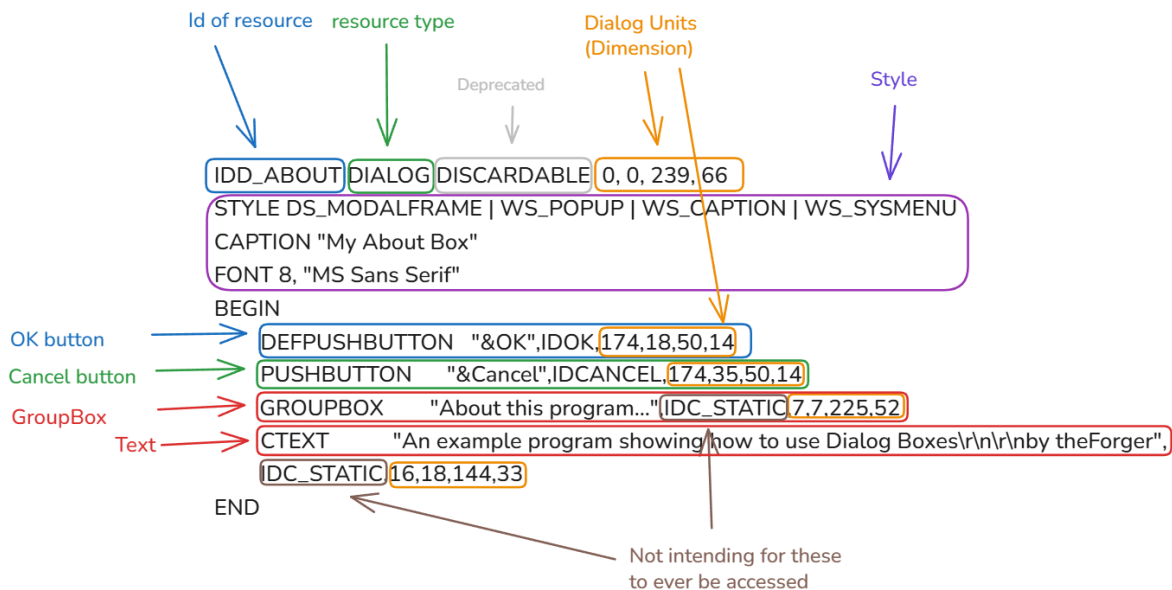 Id of resource
resource type
Dialog Units
(Dimension)
Deprecated
Style
IDD_ABOUT DIALOG DISCARDABLE 0, 0, 239, 66
STYLE DS_MODALFRAME | WS_POPUP | WS_CAPTION | WS_SYSMENU
CAPTION "My About Box"
FONT 8, "MS Sans Serif"
BEGIN
OK button
DEFPUSHBUTTON "&OK",IDOK,174,18,50,14
Cancel button
PUSHBUTTON "&Cancel",IDCANCEL,174,35,50,14
GroupBox
GROUPBOX "About this program...",IDC_STATIC,7,7,225,52
Text
CTEXT "An example program showing how to use Dialog Boxes\r\n\r\nby theForger",
IDC_STATIC,16,18,144,33
END
Not intending for these
to ever be accessed